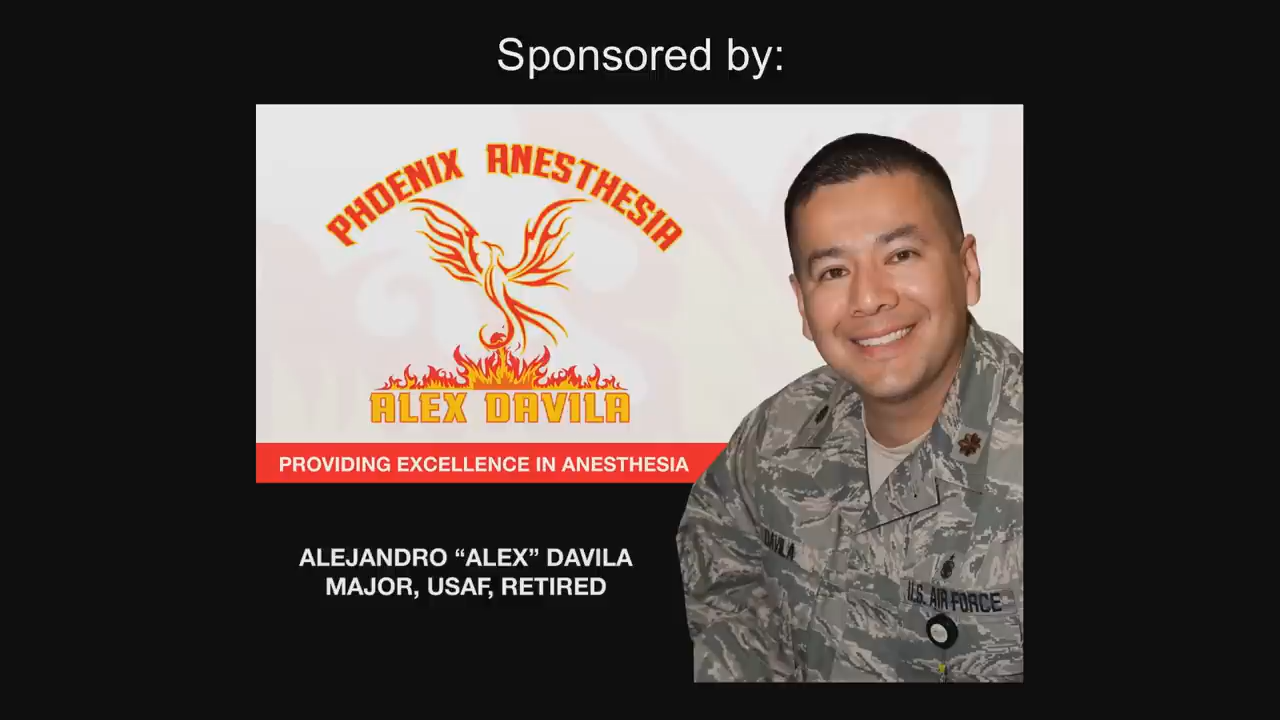 Sponsored by:
PHOENIX ANESTHESIA
ALEX DAVILA
PROVIDING EXCELLENCE IN ANESTHESIA
ALEJANDRO “ALEX” DAVILA
MAJOR, USAF, RETIRED
DAVILA
U.S. AIR FORCE